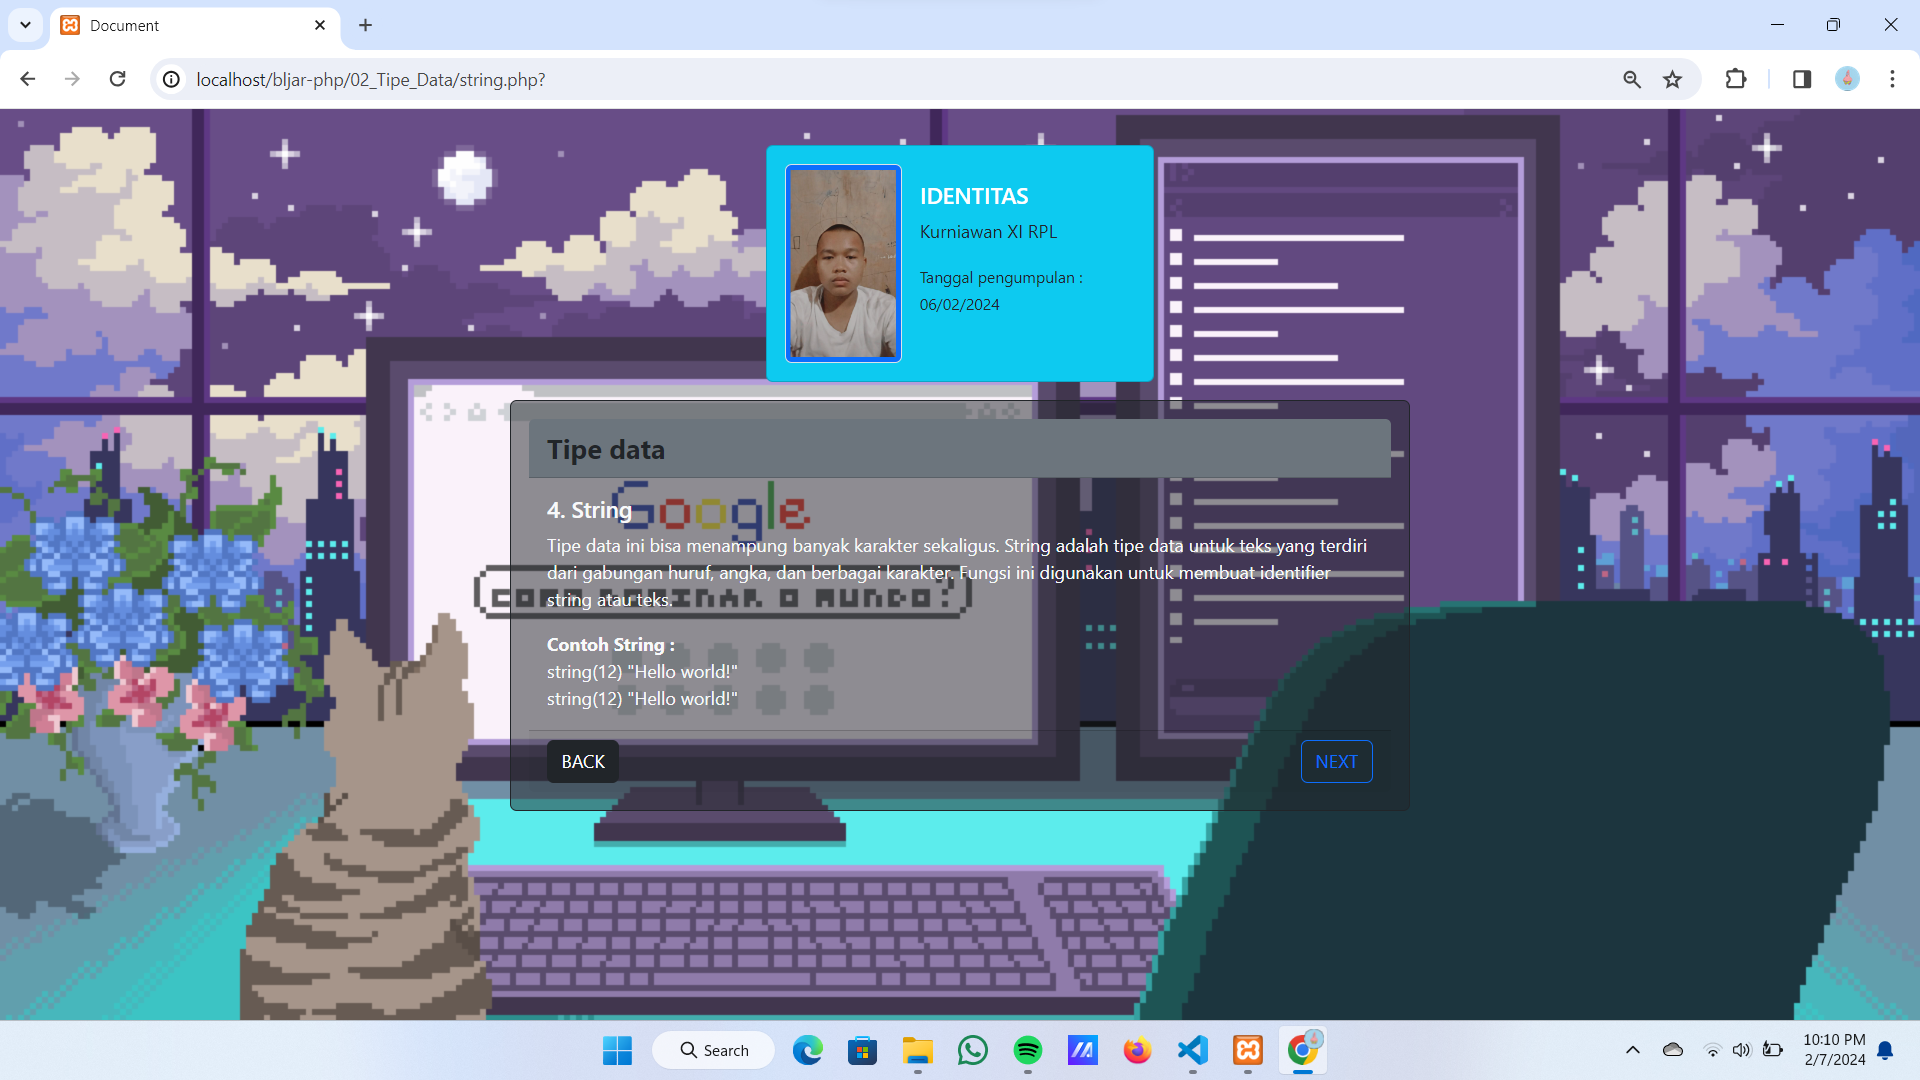 Document
localhost/bljar-php/02_Tipe_Data/string.php?
IDENTITAS
Kurniawan XI RPL
Tanggal pengumpulan :
06/02/2024
Tipe data
Google
4. String
Tipe data ini bisa menampung banyak karakter sekaligus. String adalah tipe data untuk teks yang terdiri
dari gabungan huruf, angka, dan berbagai karakter. Fungsi ini digunakan untuk membuat identifier
string atau teks.
Contoh String :
string(12) "Hello world!"
string(12) "Hello world!"
BACK
NEXT
Search
10:10 PM
2/7/2024